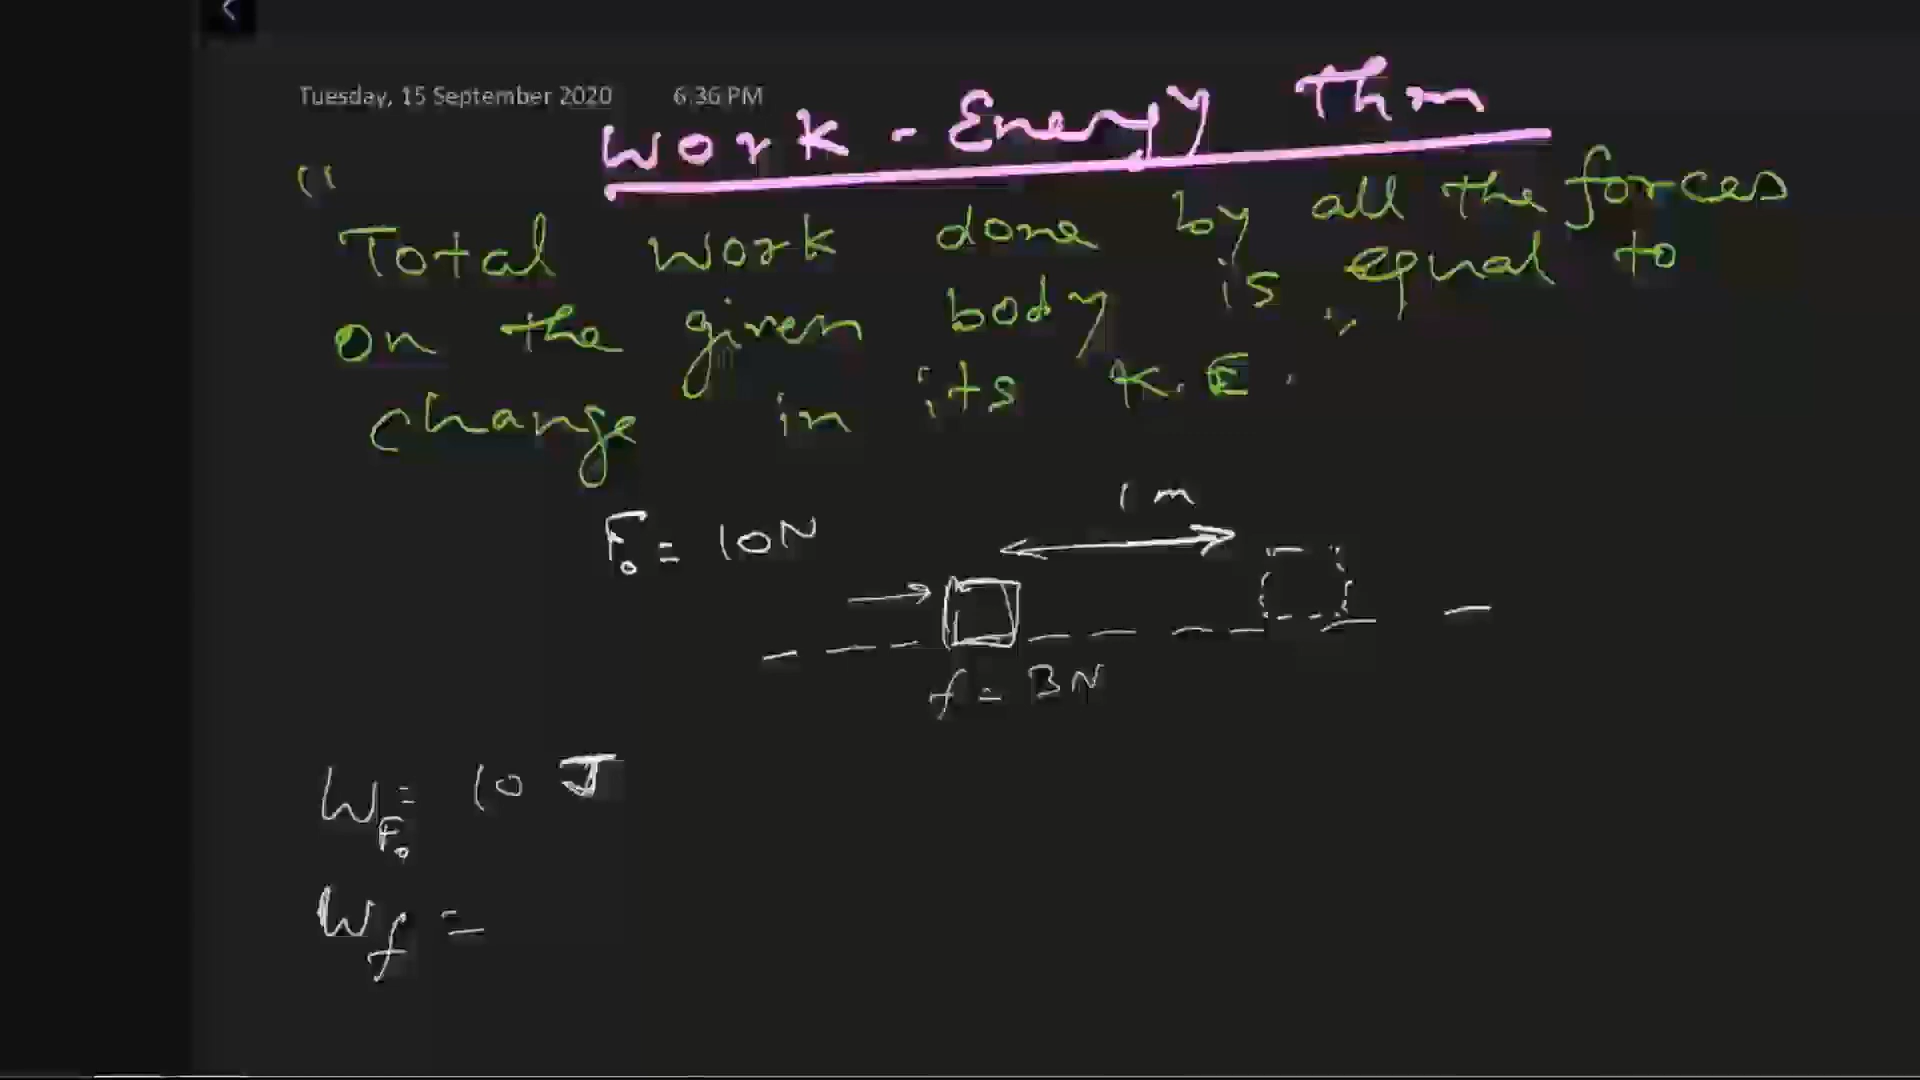 Tuesday, 15 September 2020 6:36 PM
Work - Energy Thm
"Total work done by all the forces
on the given body is equal to
change in its K.E.
1 m
F₀ = 10N
f = 3N
W_F₀ = 10 J
W_f =